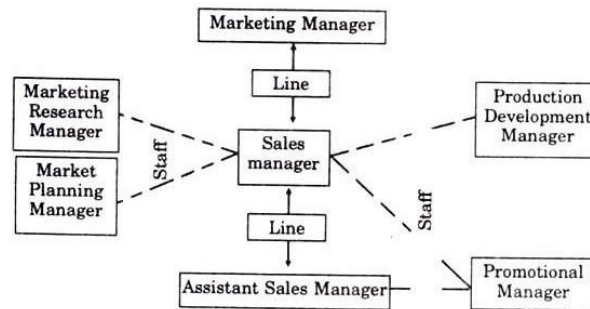 Marketing Manager
Line
Marketing
Research
Manager
Production
Development
Manager
Sales
manager
Staff
Market
Planning
Manager
Staff
Line
Assistant Sales Manager
Promotional
Manager